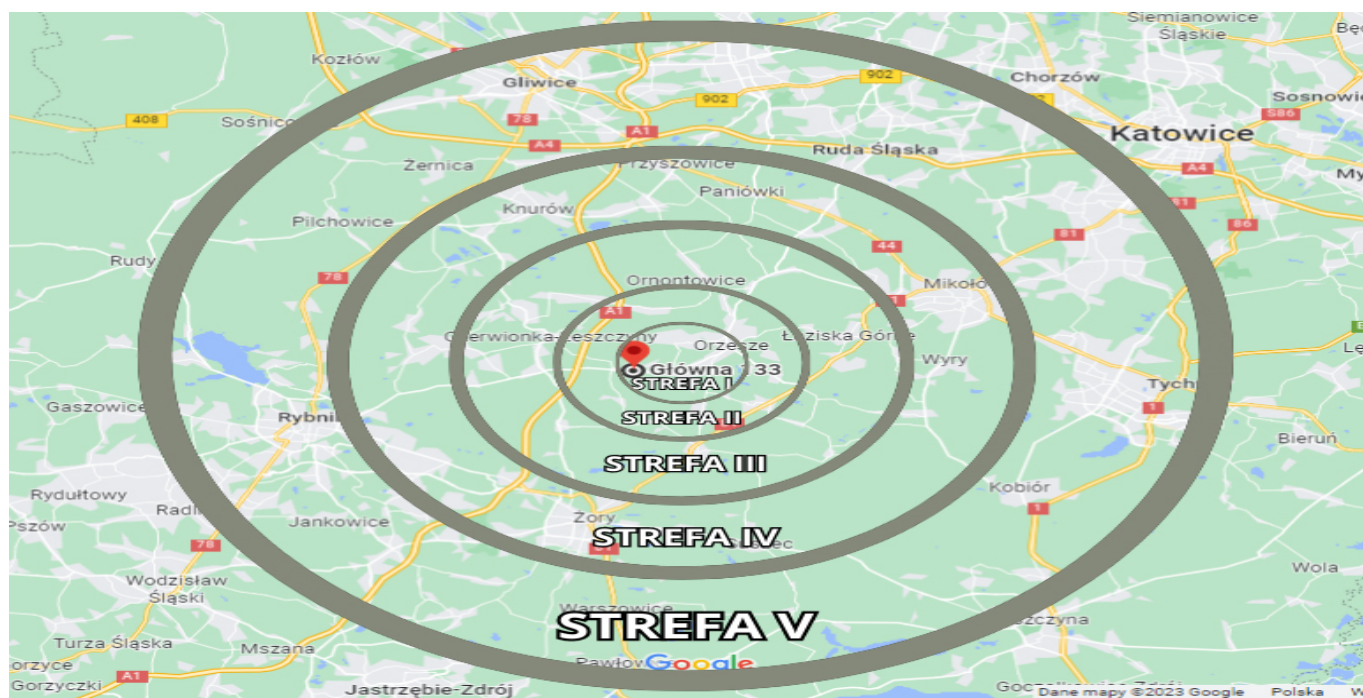 Siemianowice
Śląskie
Kozłów
902
Gliwice
Chorzów
902
Sosnowi
408
Sośnico
78
A1
S86
Katowice
A4
Ruda Śląska
Przyszowice
A4
Żernica
Paniówki
Knurów
81
Pilchowice
86
81
44
Rudy
78
Ornontowice
Mikoło
A1
1
Czerwionka-Leszczyny
Orzesze
Łaziska Górne
Wyry
Główna 133
STREFA I
Tych
Gaszowice
1
Rybnik
STREFA II
Bieruń
STREFA III
Kobiór
Rydułtowy
Radl
Pszów
Jankowice
Żory
1
STREFA IV
78
Wodzisław
Śląski
Wola
Warszowice
STREFA V
Turza Śląska
Mszana
Pawłow
Google
Gorzyczki
A1
Jastrzębie-Zdrój
Dane mapy ©2023 Google Polska